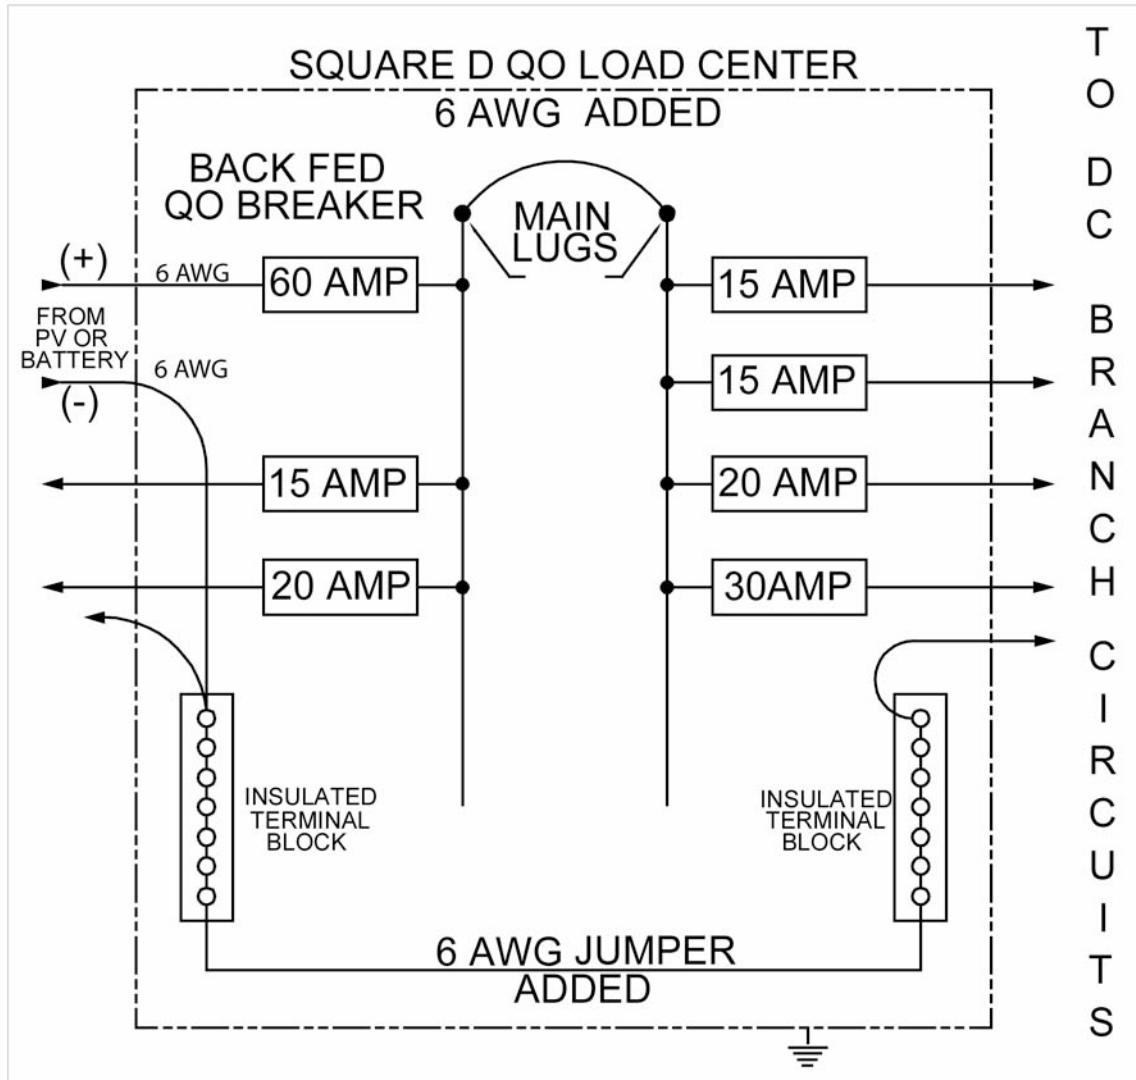 SQUARE D QO LOAD CENTER
6 AWG ADDED
BACK FED
QO BREAKER
MAIN
LUGS
(+)
6 AWG
60 AMP
15 AMP
FROM
PV OR
BATTERY
6 AWG
(-)
15 AMP
15 AMP
20 AMP
20 AMP
30AMP
INSULATED
TERMINAL
BLOCK
INSULATED
TERMINAL
BLOCK
6 AWG JUMPER
ADDED
TO DC BRANCH CIRCUITS